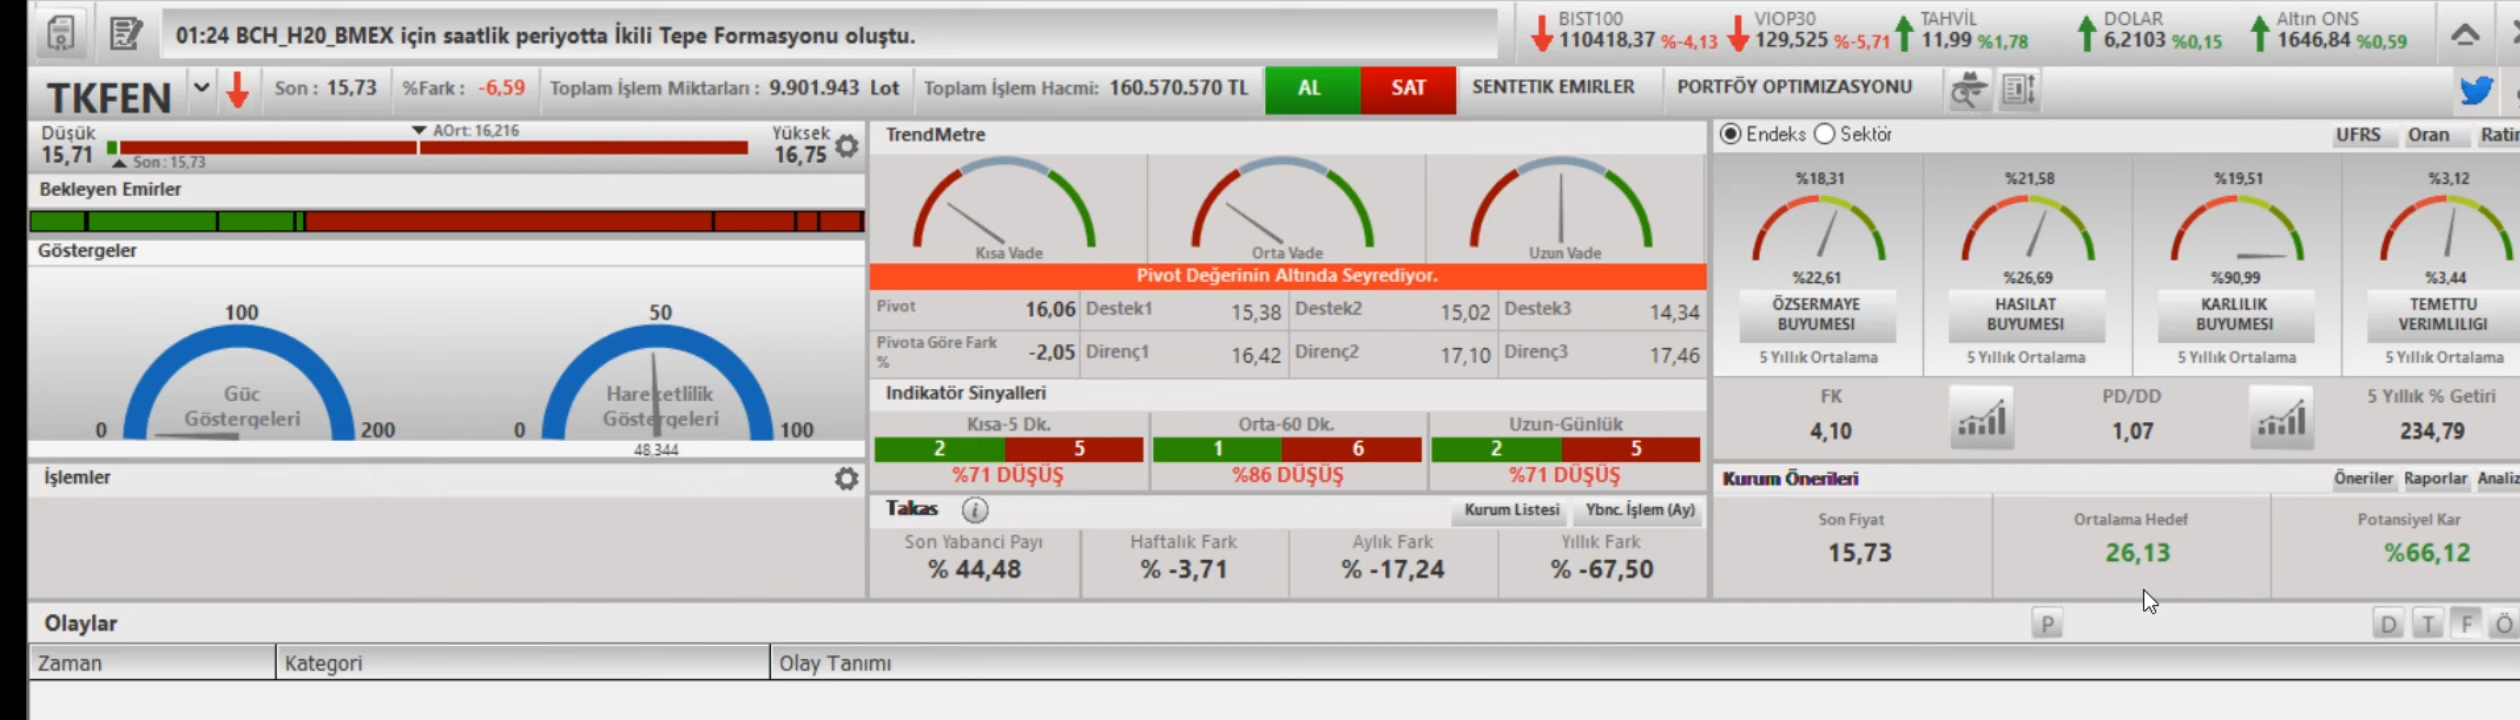 01:24 BCH_H20_BMEX için saatlik periyotta İkili Tepe Formasyonu oluştu.
BIST100 110418,37 %-4,13
VIOP30 129,525 %-5,71
TAHVİL 11,99 %1,78
DOLAR 6,2103 %0,15
Altın ONS 1646,84 %0,59
TKFEN
Son : 15,73
%Fark : -6,59
Toplam İşlem Miktarları : 9.901.943 Lot
Toplam İşlem Hacmi: 160.570.570 TL
AL
SAT
SENTETIK EMIRLER
PORTFÖY OPTIMIZASYONU
Düşük 15,71
AOrt: 16,216
Son : 15,73
Yüksek 16,75
Bekleyen Emirler
Göstergeler
100
0
Güc Göstergeleri
200
50
0
Hareketlilik Göstergeleri
100
48,344
İşlemler
TrendMetre
Kısa Vade
Orta Vade
Uzun Vade
Pivot Değerinin Altında Seyrediyor.
Pivot 16,06 Destek1 15,38 Destek2 15,02 Destek3 14,34
Pivota Göre Fark % -2,05 Direnç1 16,42 Direnç2 17,10 Direnç3 17,46
Indikatör Sinyalleri
Kısa-5 Dk. Orta-60 Dk. Uzun-Günlük
2 5 1 6 2 5
%71 DÜŞÜŞ %86 DÜŞÜŞ %71 DÜŞÜŞ
Takas i Kurum Listesi Ybnc. İşlem (Ay)
Son Yabanci Payı Haftalık Fark Aylık Fark Yıllık Fark
% 44,48 % -3,71 % -17,24 % -67,50
Endeks Sektör UFRS Oran
%18,31 %21,58 %19,51 %3,12
%22,61 %26,69 %90,99 %3,44
ÖZSERMAYE BUYUMESI
HASILAT BUYUMESI
KARLILIK BUYUMESI
TEMETTU VERIMLILIGI
5 Yıllık Ortalama 5 Yıllık Ortalama 5 Yıllık Ortalama 5 Yıllık Ortalama
FK PD/DD 5 Yıllık % Getiri
4,10 1,07 234,79
Kurum Önerileri Öneriler Raporlar
Son Fiyat Ortalama Hedef Potansiyel Kar
15,73 26,13 %66,12
Olaylar P D T F Ö
Zaman Kategori Olay Tanımı